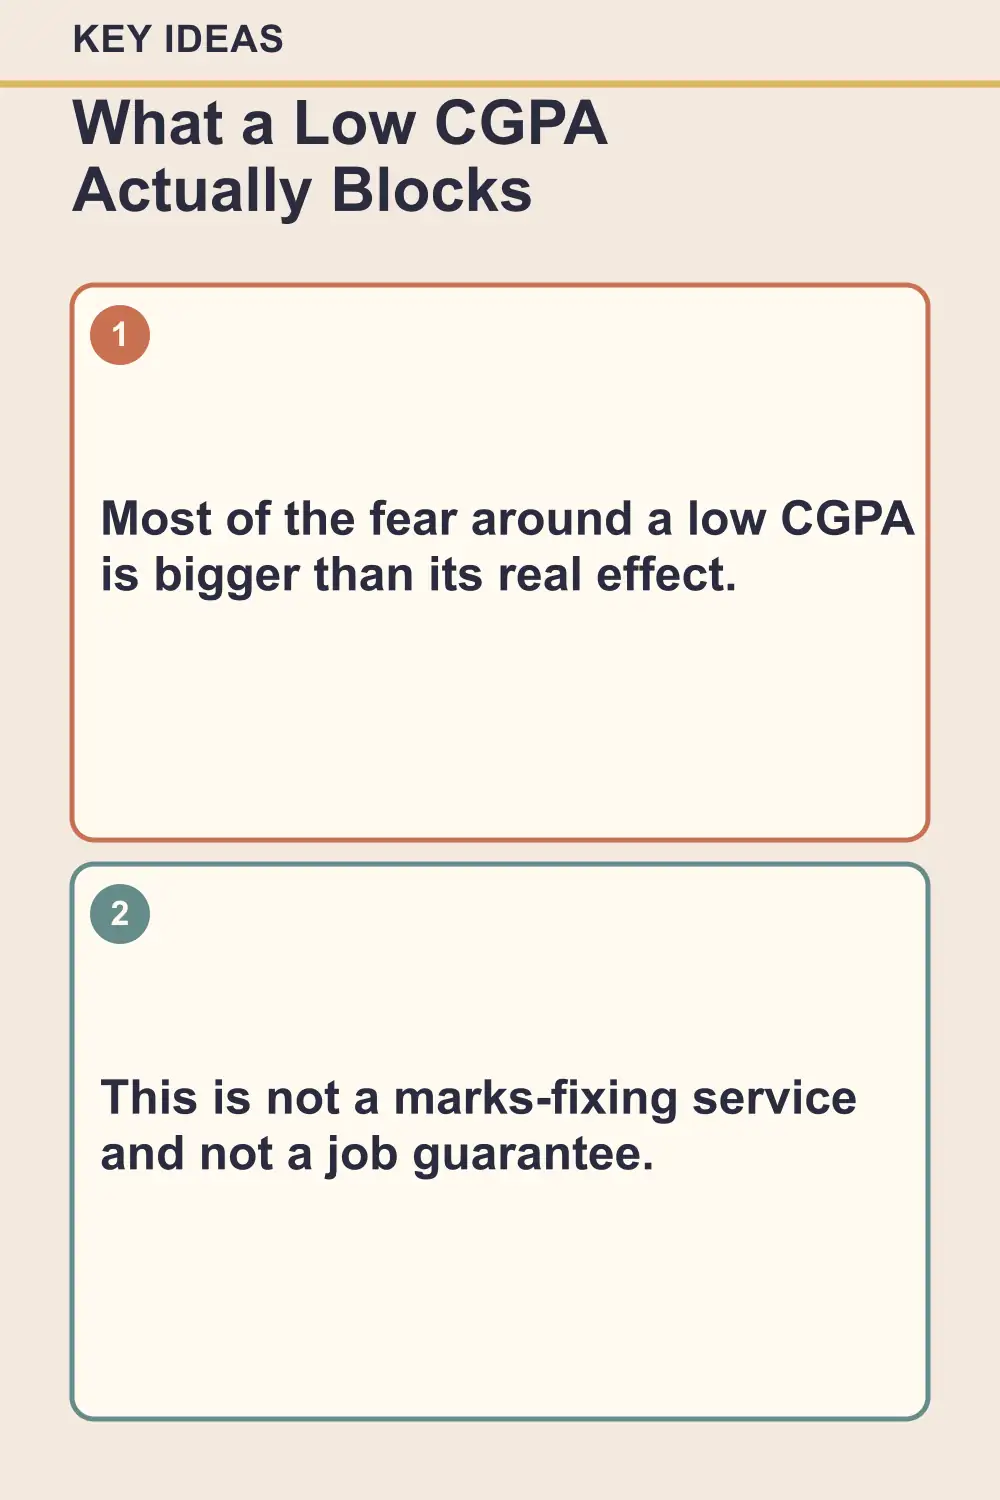 KEY IDEAS
What a Low CGPA
Actually Blocks
1
Most of the fear around a low CGPA
is bigger than its real effect.
2
This is not a marks-fixing service
and not a job guarantee.